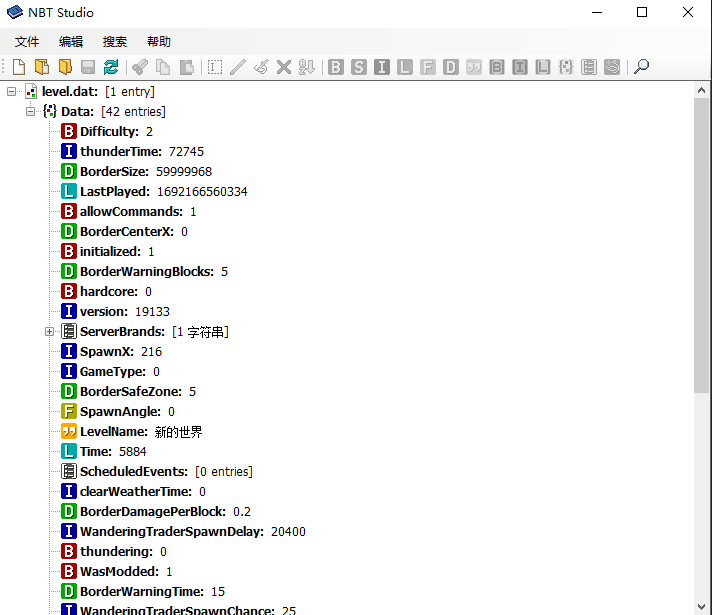 NBT Studio
文件 编辑 搜索 帮助
B S I L F D B I L
level.dat: [1 entry]
Data: [42 entries]
B Difficulty: 2
I thunderTime: 72745
D BorderSize: 59999968
L LastPlayed: 1692166560334
B allowCommands: 1
D BorderCenterX: 0
B initialized: 1
D BorderWarningBlocks: 5
B hardcore: 0
I version: 19133
ServerBrands: [1 字符串]
I SpawnX: 216
I GameType: 0
D BorderSafeZone: 5
F SpawnAngle: 0
LevelName: 新的世界
L Time: 5884
ScheduledEvents: [0 entries]
I clearWeatherTime: 0
D BorderDamagePerBlock: 0.2
I WanderingTraderSpawnDelay: 20400
B thundering: 0
B WasModded: 1
D BorderWarningTime: 15
I WanderingTraderSpawnChance: 25